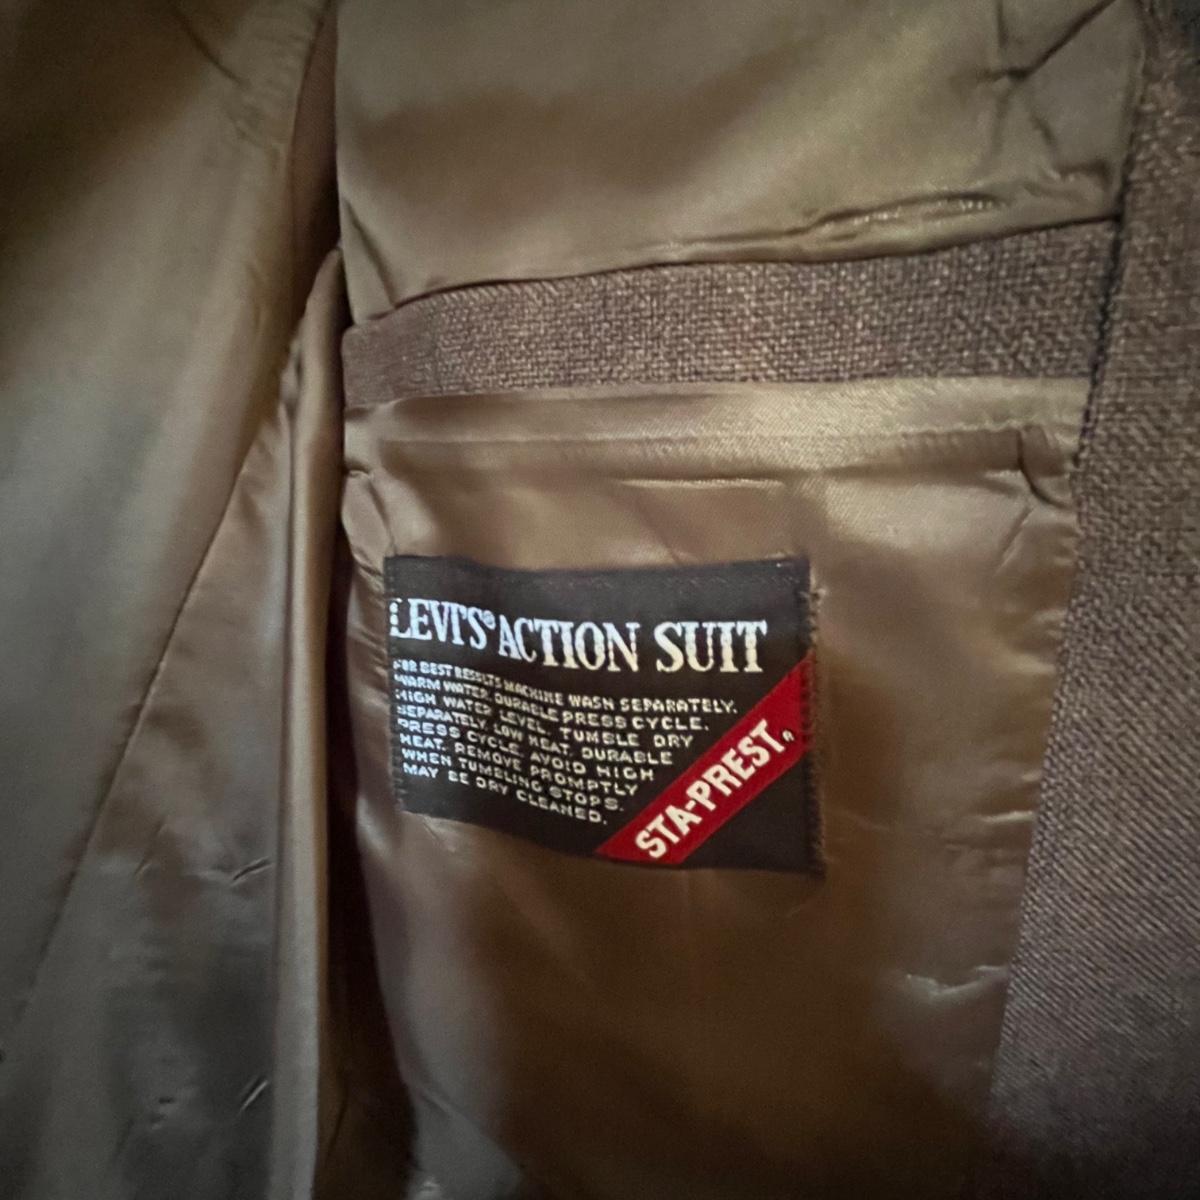 LEVI'S® ACTION SUIT
FOR BEST RESULTS MACHINE WASH SEPARATELY.
WARM WATER. DURABLE PRESS CYCLE.
HIGH WATER LEVEL. TUMBLE DRY
SEPARATELY. LOW HEAT. DURABLE
PRESS CYCLE. AVOID HIGH
HEAT. REMOVE PROMPTLY
WHEN TUMBLING STOPS.
MAY BE DRY CLEANED.
STA-PREST®